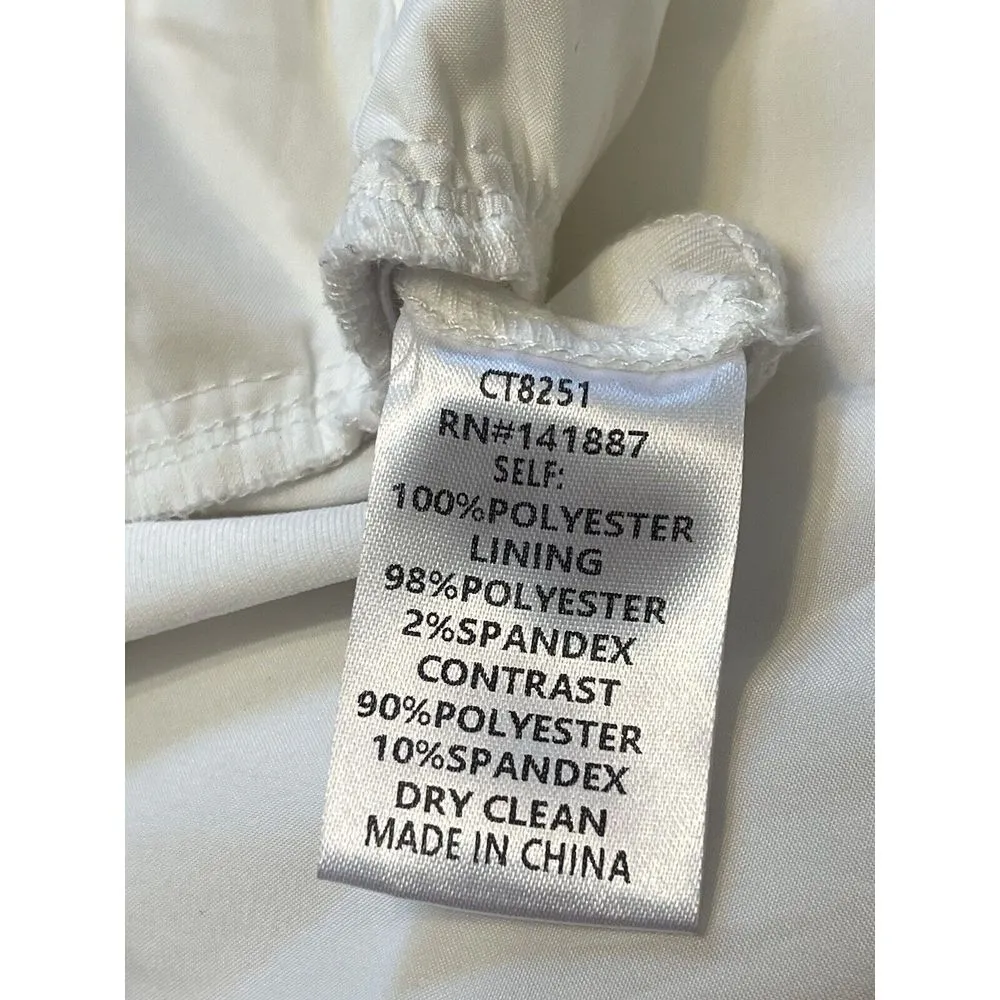 CT8251
RN#141887
SELF:
100%POLYESTER
LINING
98%POLYESTER
2%SPANDEX
CONTRAST
90%POLYESTER
10%SPANDEX
DRY CLEAN
MADE IN CHINA